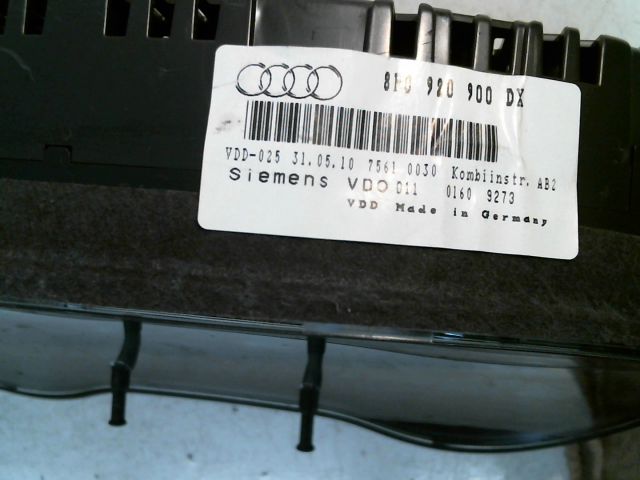 8P0 920 900 DX
VDD-025 31.05.10 7561 0030 Kombiinstr. AB2
Siemens VDO 011 0160 9273
VDD Made in Germany